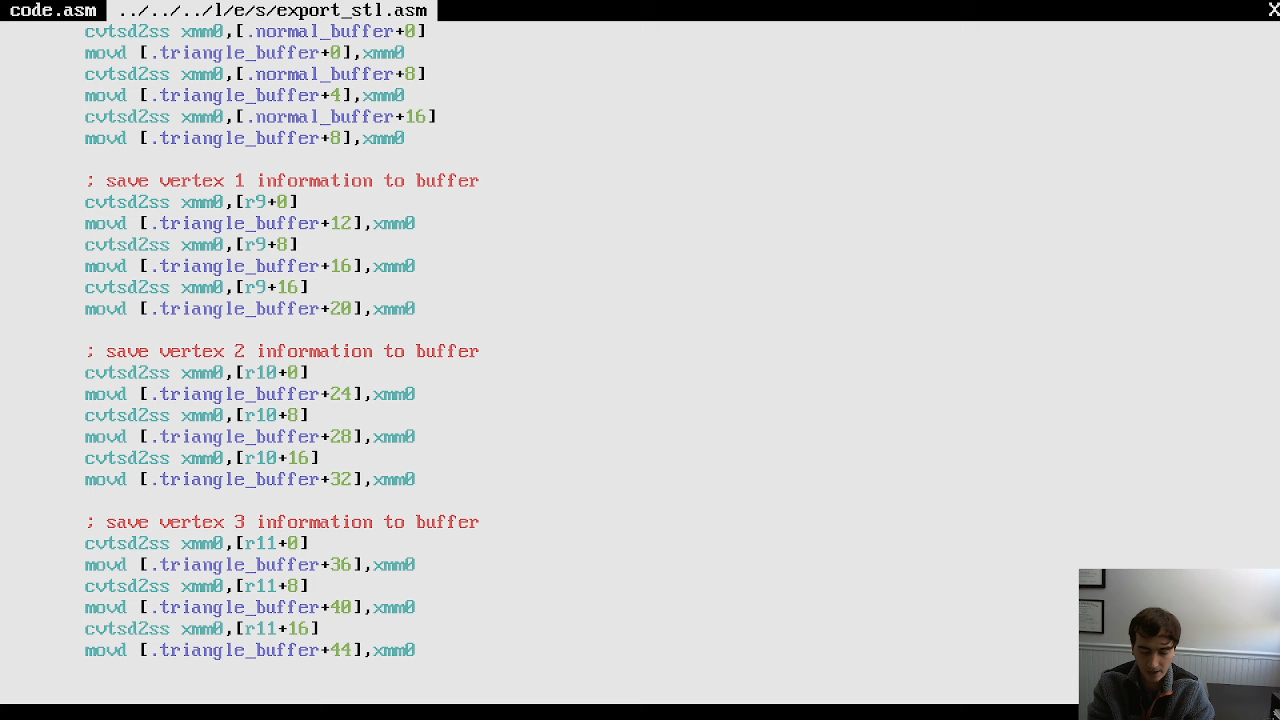 code.asm ../../../l/e/s/export_stl.asm X
cvtsd2ss xmm0,[.normal_buffer+0]
movd [.triangle_buffer+0],xmm0
cvtsd2ss xmm0,[.normal_buffer+8]
movd [.triangle_buffer+4],xmm0
cvtsd2ss xmm0,[.normal_buffer+16]
movd [.triangle_buffer+8],xmm0
; save vertex 1 information to buffer
cvtsd2ss xmm0,[r9+0]
movd [.triangle_buffer+12],xmm0
cvtsd2ss xmm0,[r9+8]
movd [.triangle_buffer+16],xmm0
cvtsd2ss xmm0,[r9+16]
movd [.triangle_buffer+20],xmm0
; save vertex 2 information to buffer
cvtsd2ss xmm0,[r10+0]
movd [.triangle_buffer+24],xmm0
cvtsd2ss xmm0,[r10+8]
movd [.triangle_buffer+28],xmm0
cvtsd2ss xmm0,[r10+16]
movd [.triangle_buffer+32],xmm0
; save vertex 3 information to buffer
cvtsd2ss xmm0,[r11+0]
movd [.triangle_buffer+36],xmm0
cvtsd2ss xmm0,[r11+8]
movd [.triangle_buffer+40],xmm0
cvtsd2ss xmm0,[r11+16]
movd [.triangle_buffer+44],xmm0